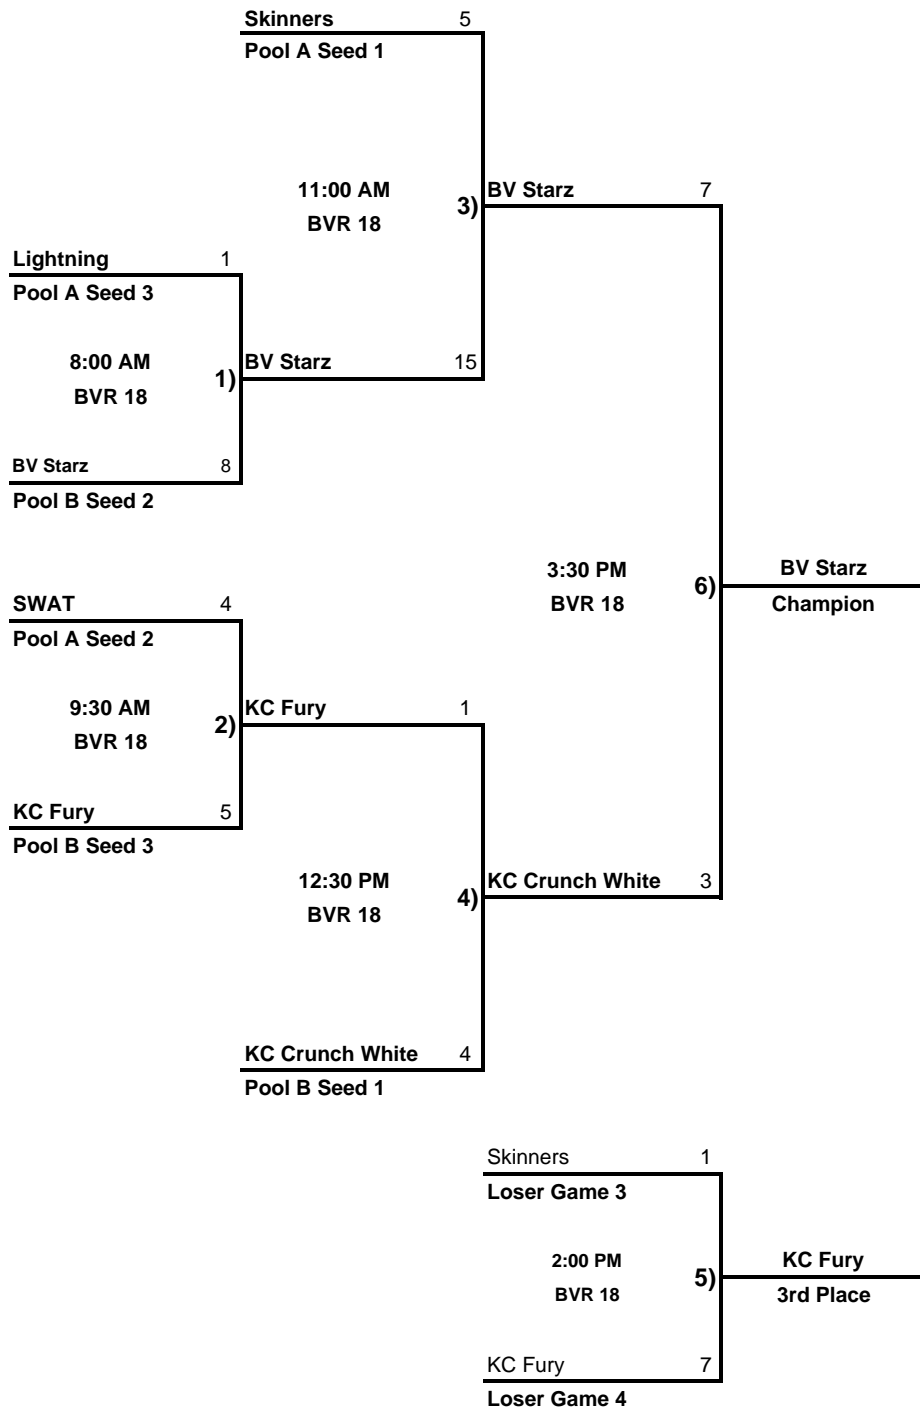 Skinners 5
Pool A Seed 1
11:00 AM
BVR 18
3)
BV Starz 7
Lightning 1
Pool A Seed 3
8:00 AM
BVR 18
1)
BV Starz 15
BV Starz 8
Pool B Seed 2
3:30 PM
BVR 18
6)
BV Starz
Champion
SWAT 4
Pool A Seed 2
9:30 AM
BVR 18
2)
KC Fury 1
KC Fury 5
Pool B Seed 3
12:30 PM
BVR 18
4)
KC Crunch White 3
KC Crunch White 4
Pool B Seed 1
Skinners 1
Loser Game 3
2:00 PM
BVR 18
5)
KC Fury
3rd Place
KC Fury 7
Loser Game 4